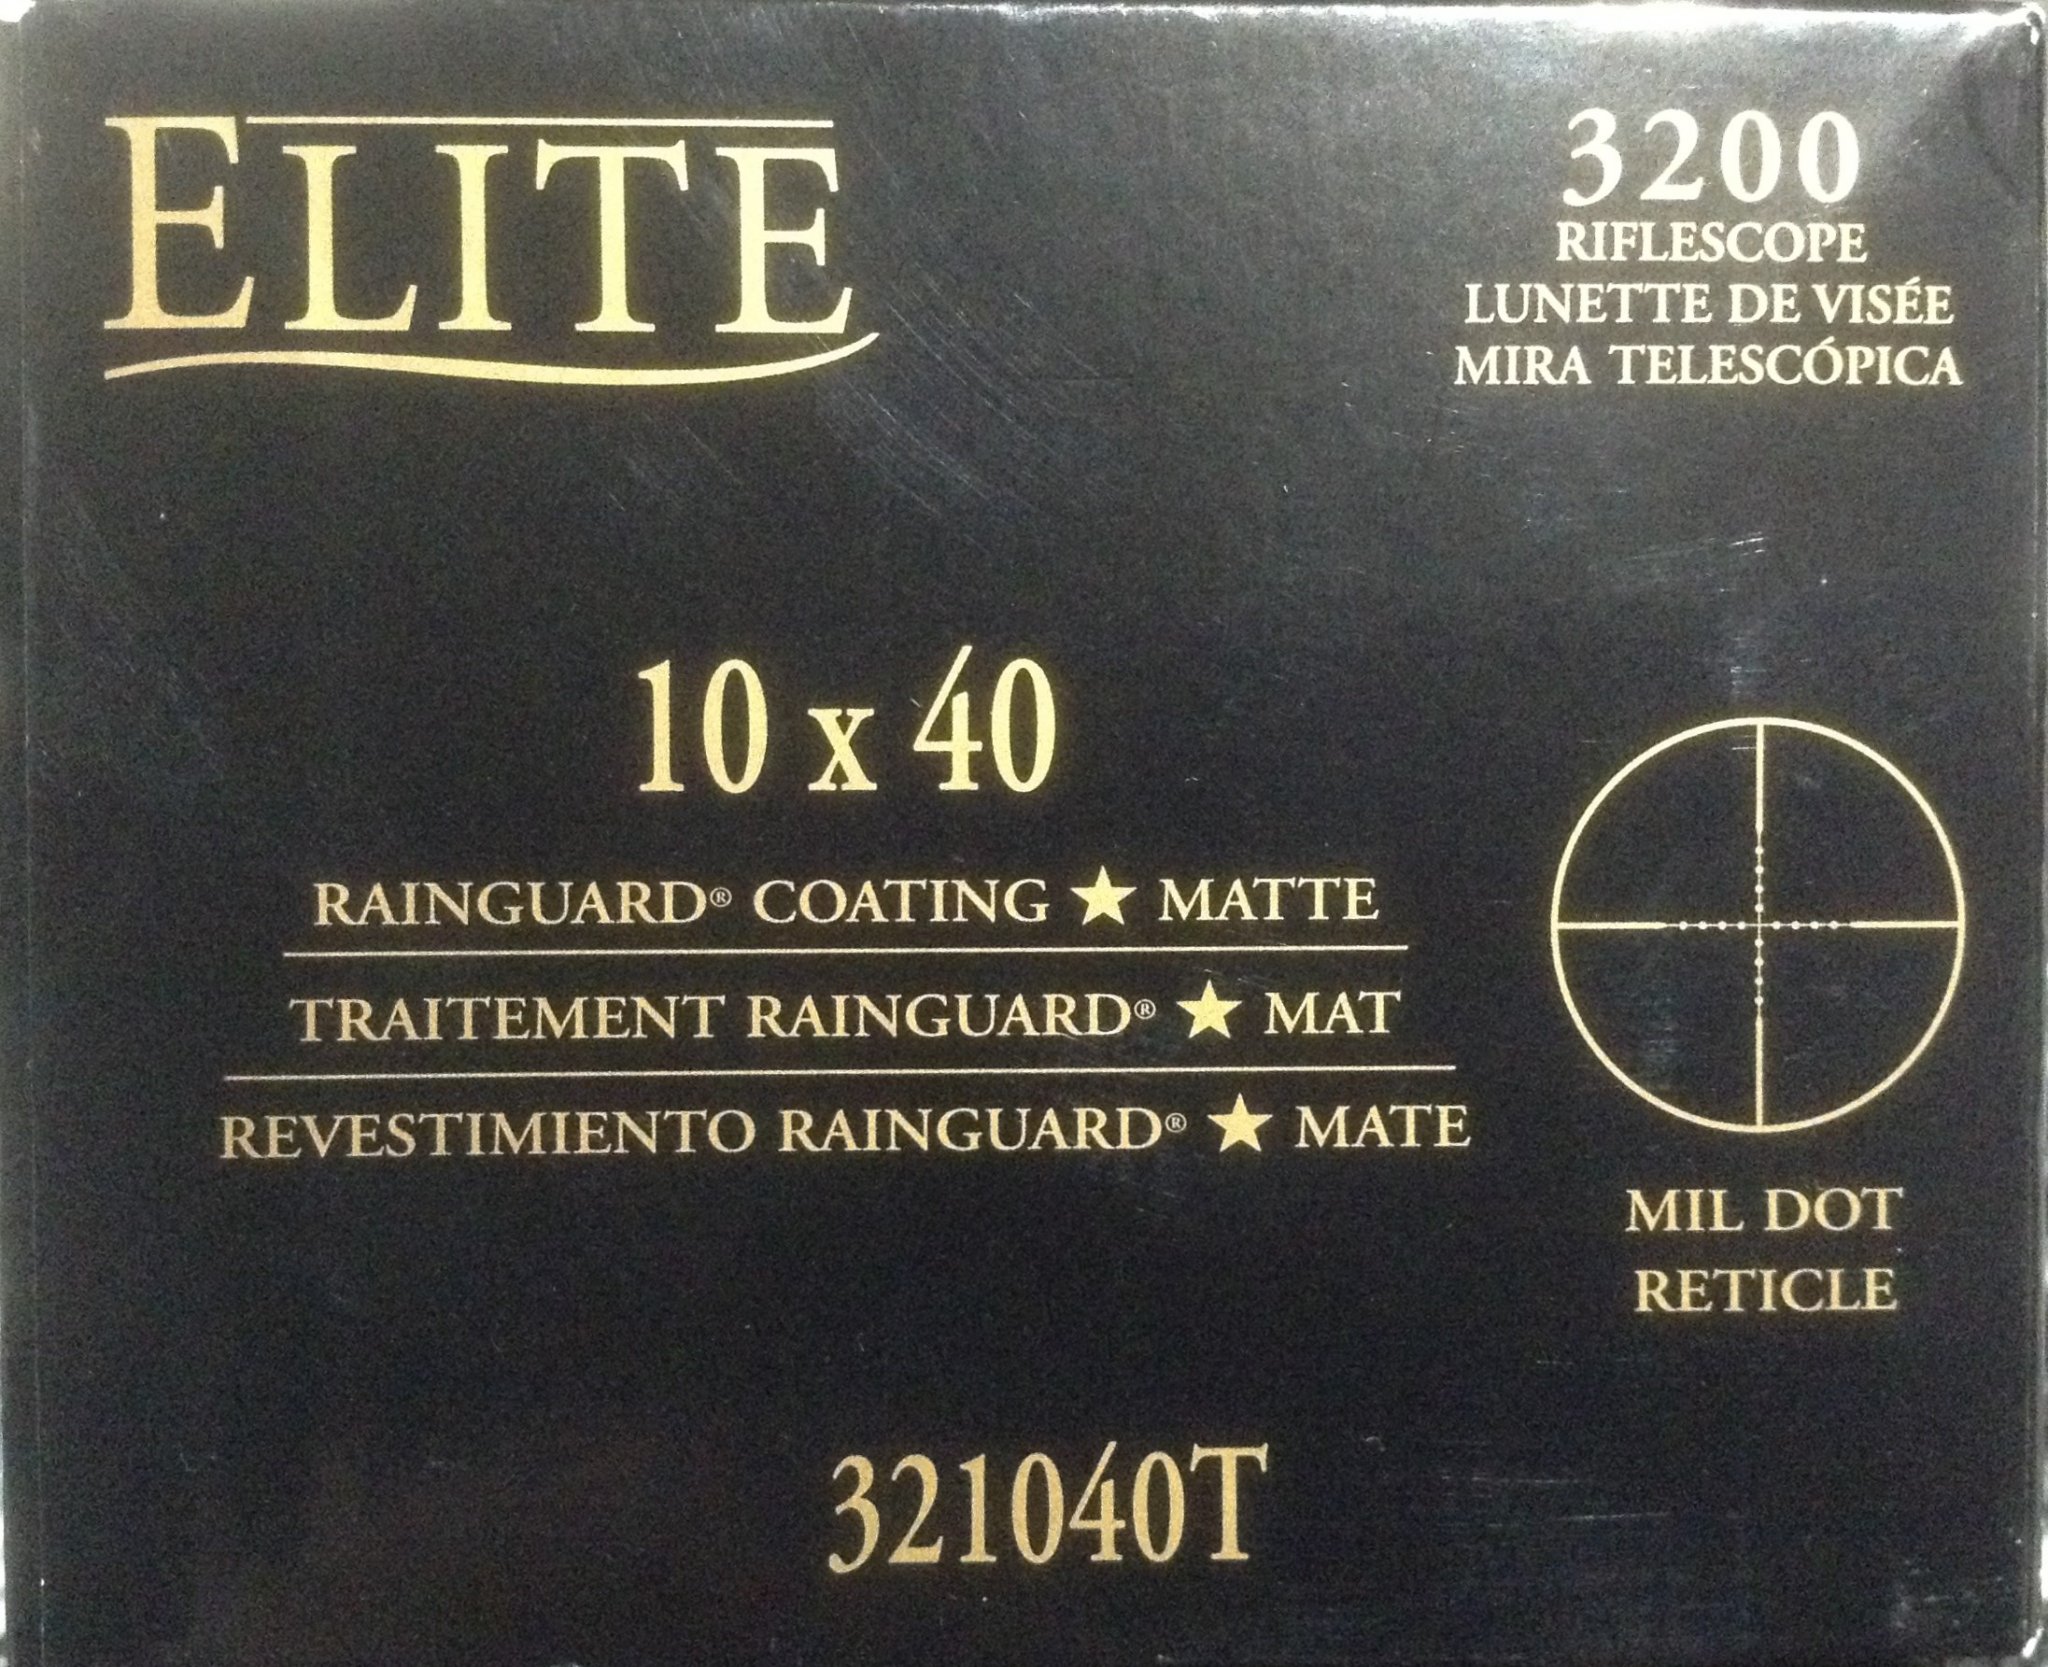 ELITE
3200
RIFLESCOPE
LUNETTE DE VISÉE
MIRA TELESCÓPICA
10 x 40
RAINGUARD® COATING ★ MATTE
TRAITEMENT RAINGUARD® ★ MAT
REVESTIMIENTO RAINGUARD® ★ MATE
MIL DOT
RETICLE
321040T